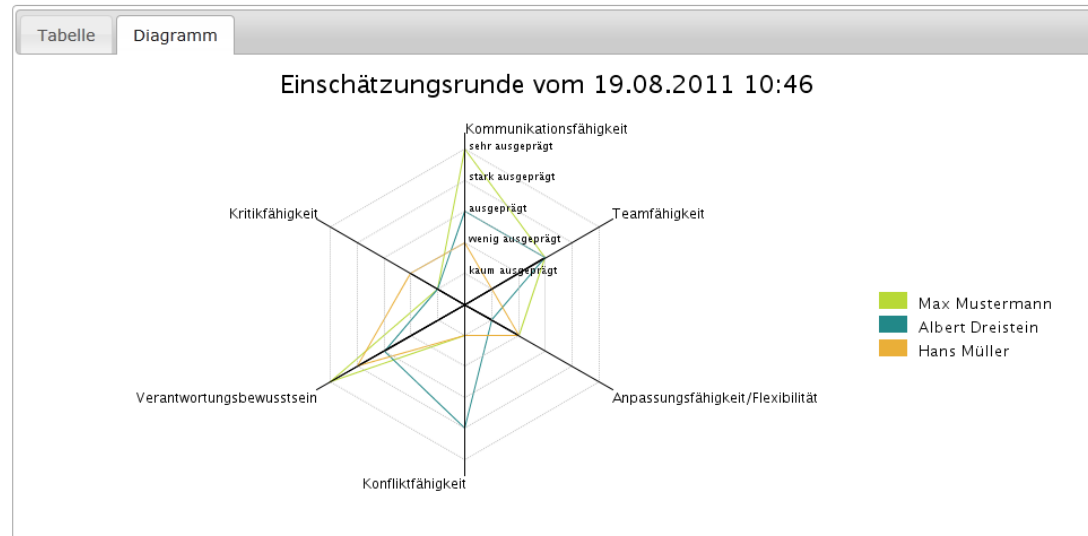 Tabelle
Diagramm
Einschätzungsrunde vom 19.08.2011 10:46
Kommunikationsfähigkeit
sehr ausgeprägt
stark ausgeprägt
Kritikfähigkeit
ausgeprägt
Teamfähigkeit
wenig ausgeprägt
kaum ausgeprägt
Max Mustermann
Albert Dreistein
Hans Müller
Verantwortungsbewusstsein
Anpassungsfähigkeit/Flexibilität
Konfliktfähigkeit